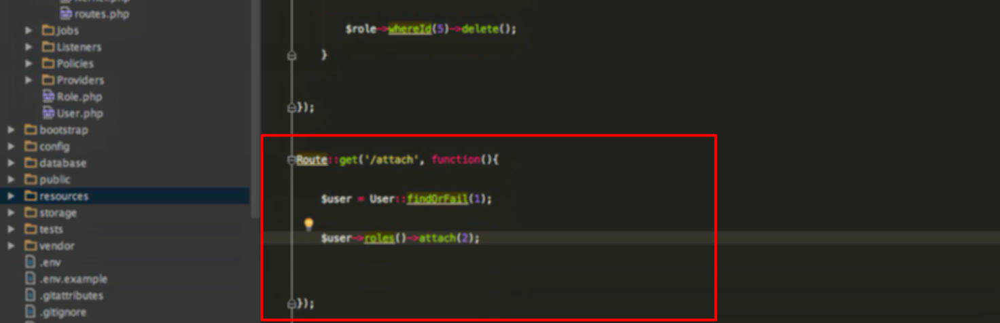 routes.php
Jobs
Listeners
Policies
Providers
Role.php
User.php
bootstrap
config
database
public
resources
storage
tests
vendor
.env
.env.example
.gitattributes
.gitignore
$role->whereId(5)->delete();
}
});
Route::get('/attach', function(){
$user = User::findOrFail(1);
$user->roles()->attach(2);
});